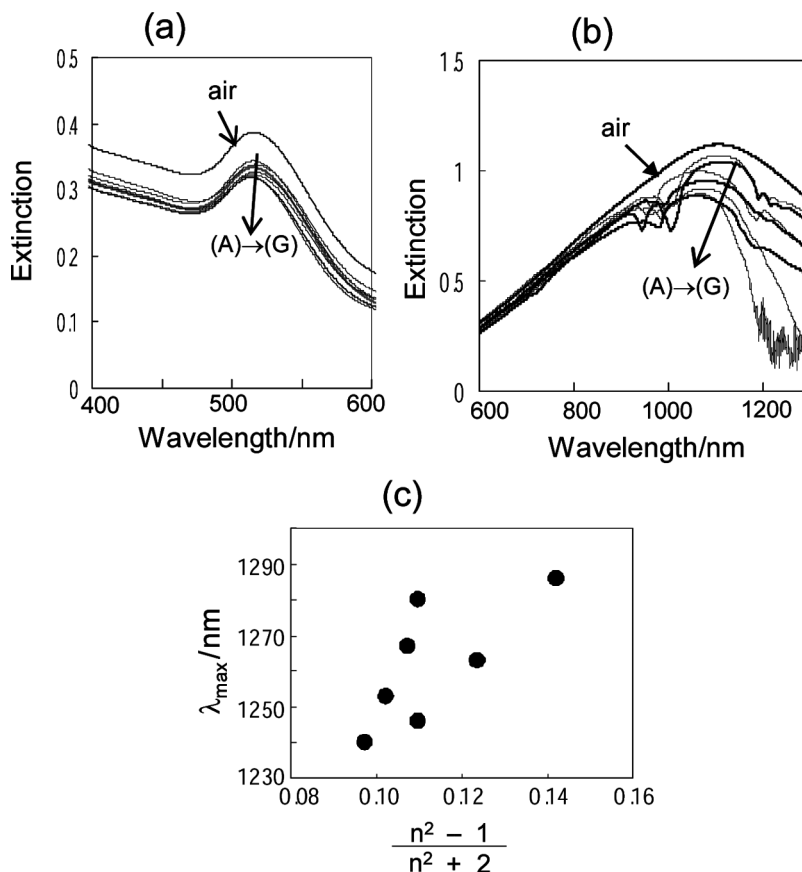 (a)
0.5
0.4
0.3
0.2
0.1
0
Extinction
air
(A)→(G)
400
500
600
Wavelength/nm
(b)
1.5
1
0.5
0
Extinction
air
(A)→(G)
600
800
1000
1200
Wavelength/nm
(c)
1290
1270
1250
1230
λmax/nm
0.08
0.10
0.12
0.14
0.16
n² – 1
n² + 2